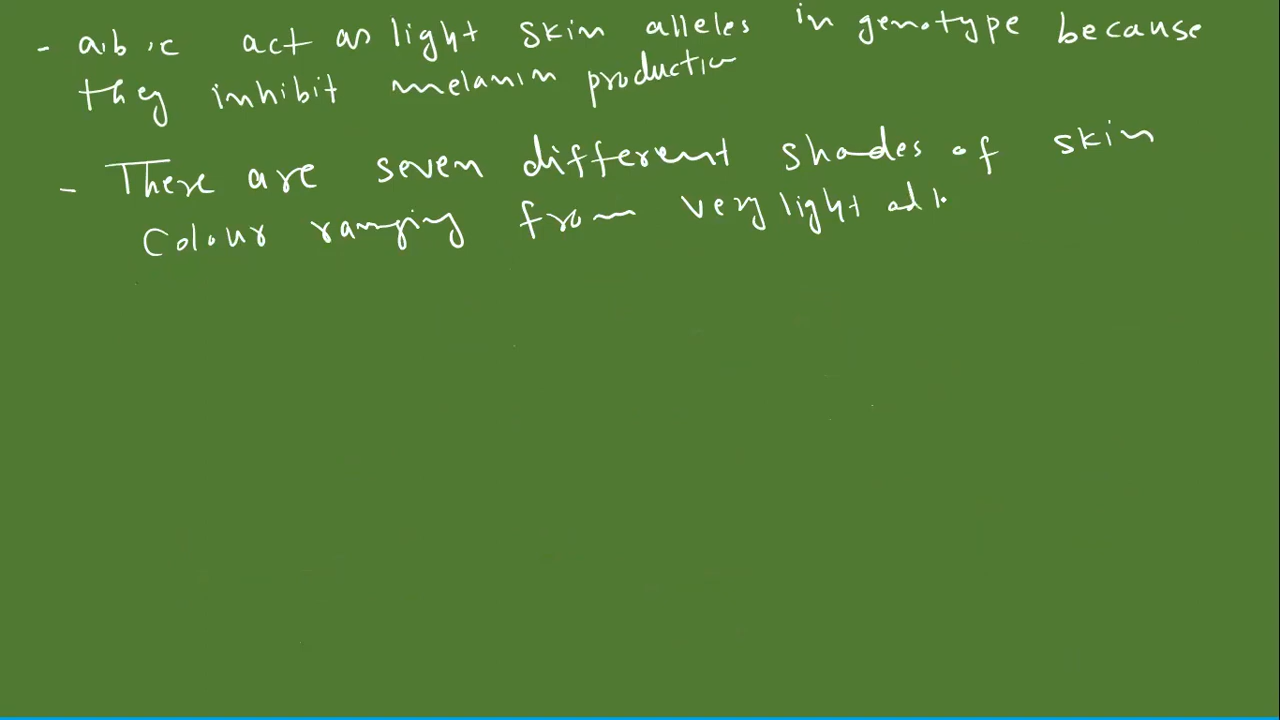 - a,b,c act as light skin alleles in genotype because
they inhibit melanin production
- There are seven different shades of skin
Colour ranging from very light ad